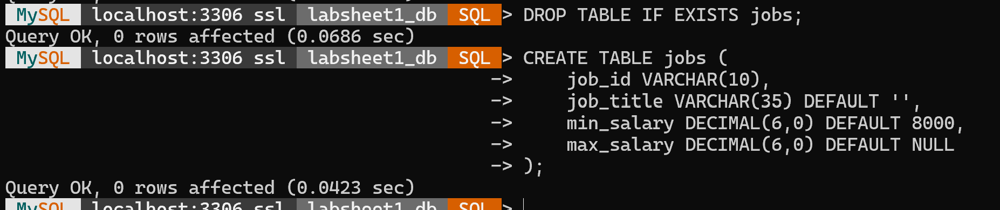 MySQL localhost:3306 ssl labsheet1_db SQL > DROP TABLE IF EXISTS jobs;
Query OK, 0 rows affected (0.0686 sec)
MySQL localhost:3306 ssl labsheet1_db SQL > CREATE TABLE jobs (
-> job_id VARCHAR(10),
-> job_title VARCHAR(35) DEFAULT '',
-> min_salary DECIMAL(6,0) DEFAULT 8000,
-> max_salary DECIMAL(6,0) DEFAULT NULL
-> );
Query OK, 0 rows affected (0.0423 sec)
MySQL localhost:3306 ssl labsheet1_db SQL >